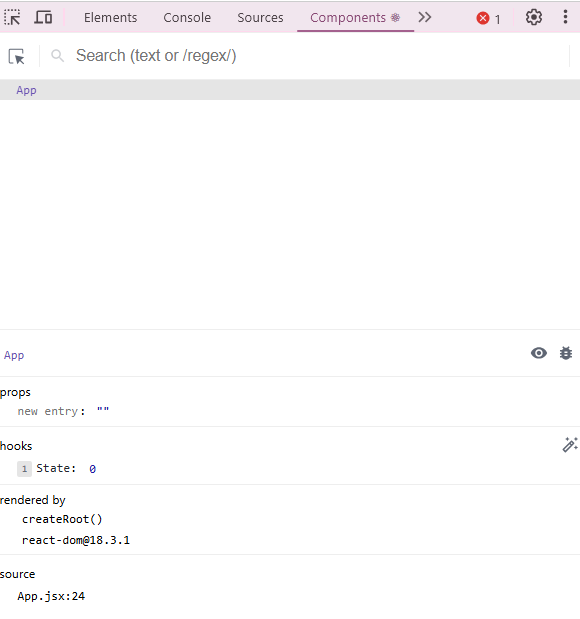 Elements Console Sources Components 1
Search (text or /regex/)
App
App
props
new entry: ""
hooks
1 State: 0
rendered by
createRoot()
react-dom@18.3.1
source
App.jsx:24